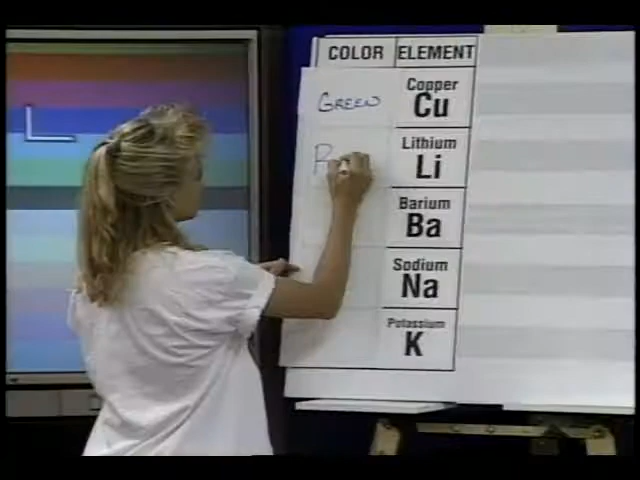 COLOR ELEMENT
GREEN Copper
Cu
Lithium
R Li
Barium
Ba
Sodium
Na
Potassium
K
L